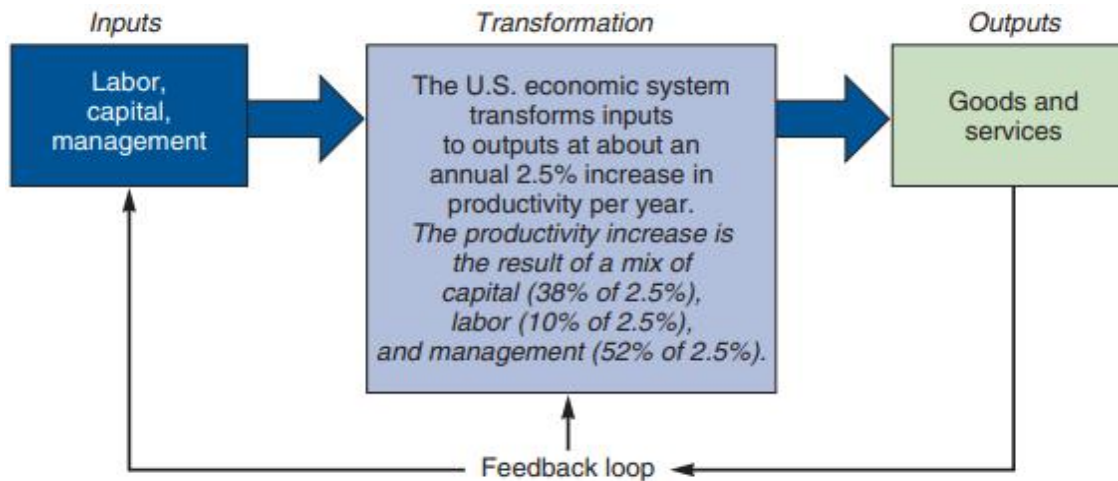 Inputs
Transformation
Outputs
Labor,
capital,
management
The U.S. economic system
transforms inputs
to outputs at about an
annual 2.5% increase in
productivity per year.
The productivity increase is
the result of a mix of
capital (38% of 2.5%),
labor (10% of 2.5%),
and management (52% of 2.5%).
Goods and
services
Feedback loop